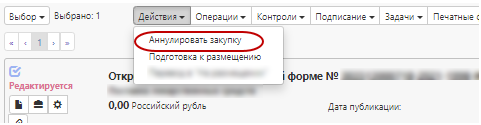 Выбор Выбрано: 1 Действия Операции Контроли Подписание Задачи Печатные
« ‹ 1 › »
Аннулировать закупку
Подготовка к размещению
Редактируется
Откр й форме №
0,00 Российский рубль Дата публикации: